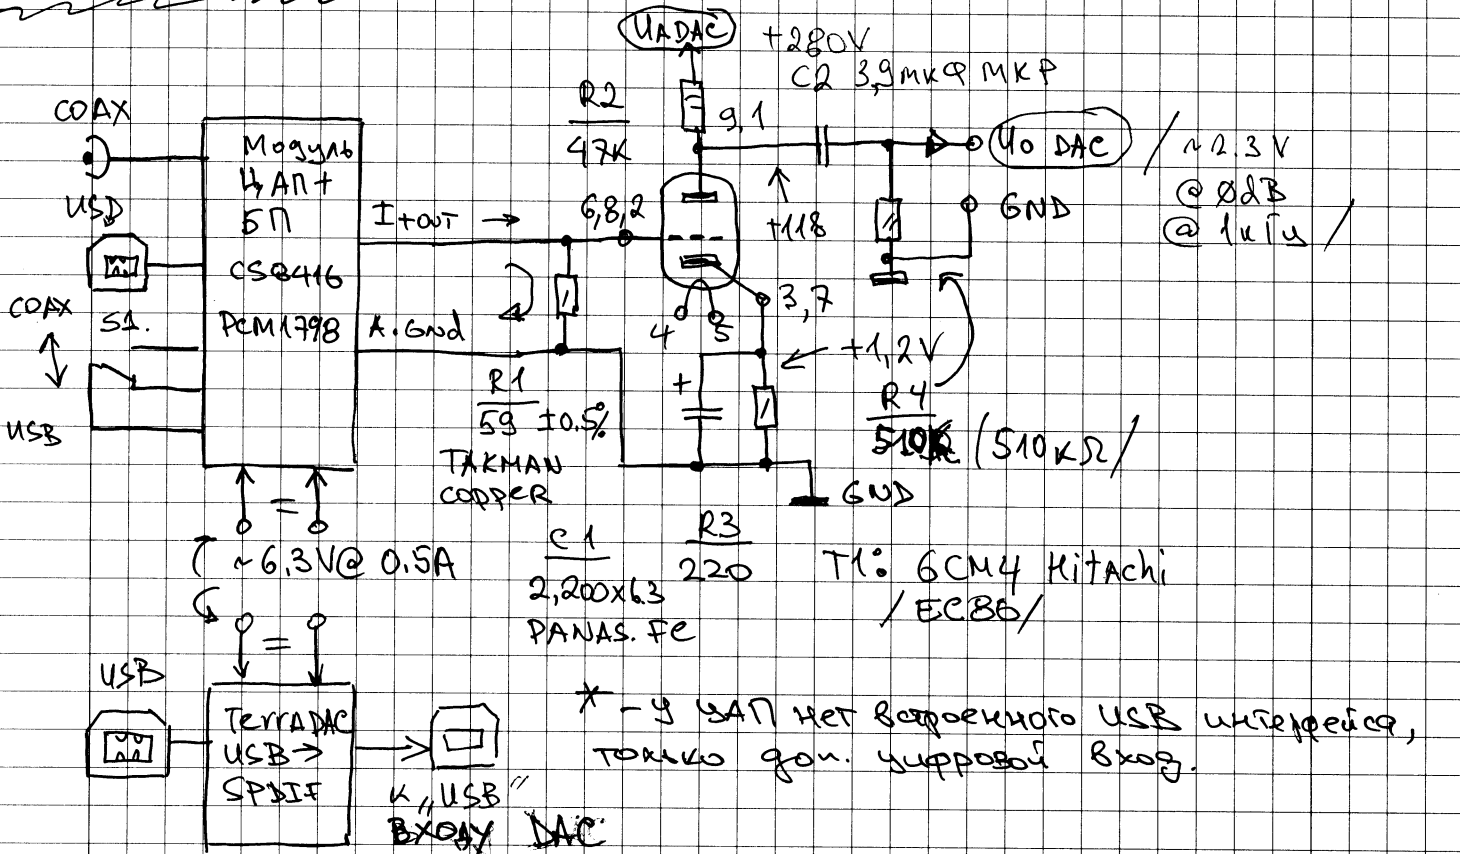 UADAC
+280V
C2 3,9мкФ МКР
COAX
R2
47K
9,1
Модуль
ЦАП+
БП
CS8416
PCM1798
USB
I+OUT →
6,8,2
+118
UO DAC
/ ~2.3V
@ 0dB
@ 1кГц /
GND
COAX
S1.
USB
A.GNd
4
5
3,7
+1,2V
R1
59 ±0.5%
TAKMAN
COPPER
+
R4
510K /510кΩ/
GND
=
~6.3V@ 0.5A
C1
2,200x6.3
PANAS. FC
R3
220
T1: 6CM4 Hitachi
/EC86/
=
USB
TerrADAC
USB→
SPDIF
К „USB”
ВХОДУ DAC
* - У ЦАП нет встроенного USB интерфейса,
только доп. цифровой вход.